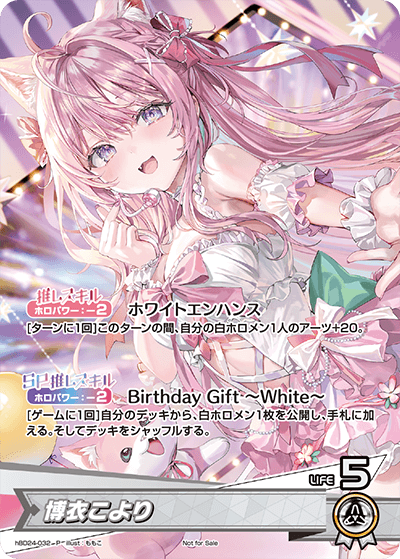 推しスキル
ホロパワー：－2
ホワイトエンハンス
[ターンに1回]このターンの間、自分の白ホロメン1人のアーツ+20。
SP推しスキル
ホロパワー：－2
Birthday Gift ～White～
[ゲームに1回]自分のデッキから、白ホロメン1枚を公開し、手札に加
える。そしてデッキをシャッフルする。
LIFE 5
博衣こより
hBD24-032 P illust：ももこ Not for Sale